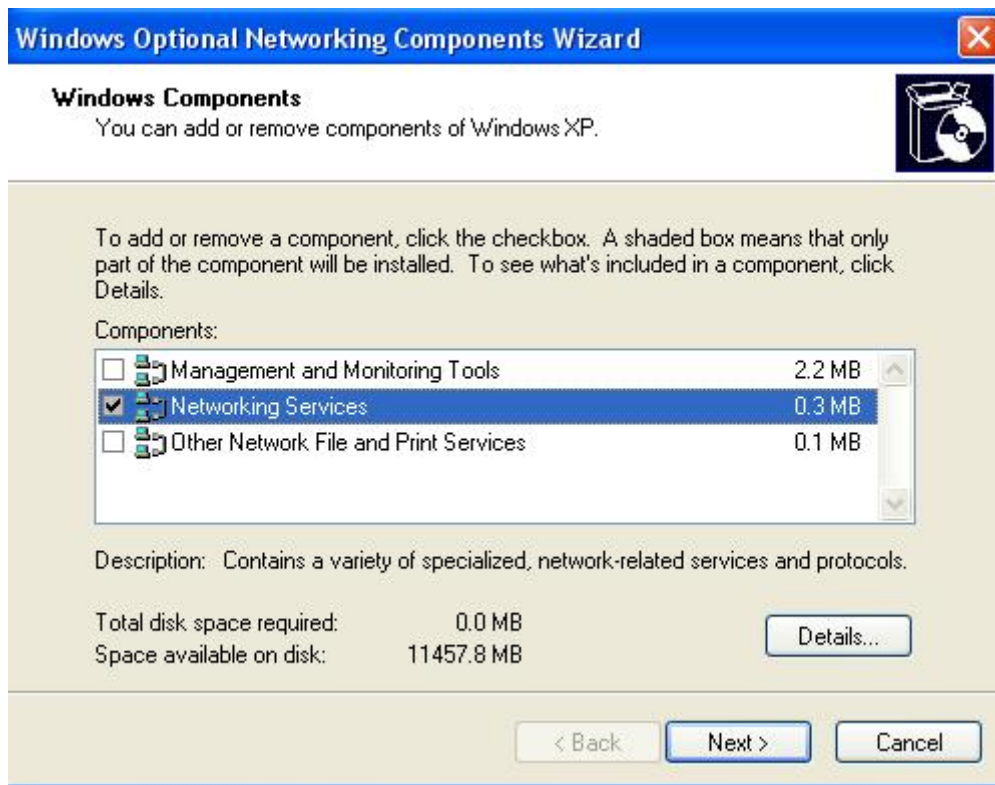 Windows Optional Networking Components Wizard
Windows Components
You can add or remove components of Windows XP.
To add or remove a component, click the checkbox. A shaded box means that only
part of the component will be installed. To see what's included in a component, click
Details.
Components:
Management and Monitoring Tools 2.2 MB
Networking Services 0.3 MB
Other Network File and Print Services 0.1 MB
Description: Contains a variety of specialized, network-related services and protocols.
Total disk space required: 0.0 MB
Space available on disk: 11457.8 MB
Details...
< Back Next > Cancel